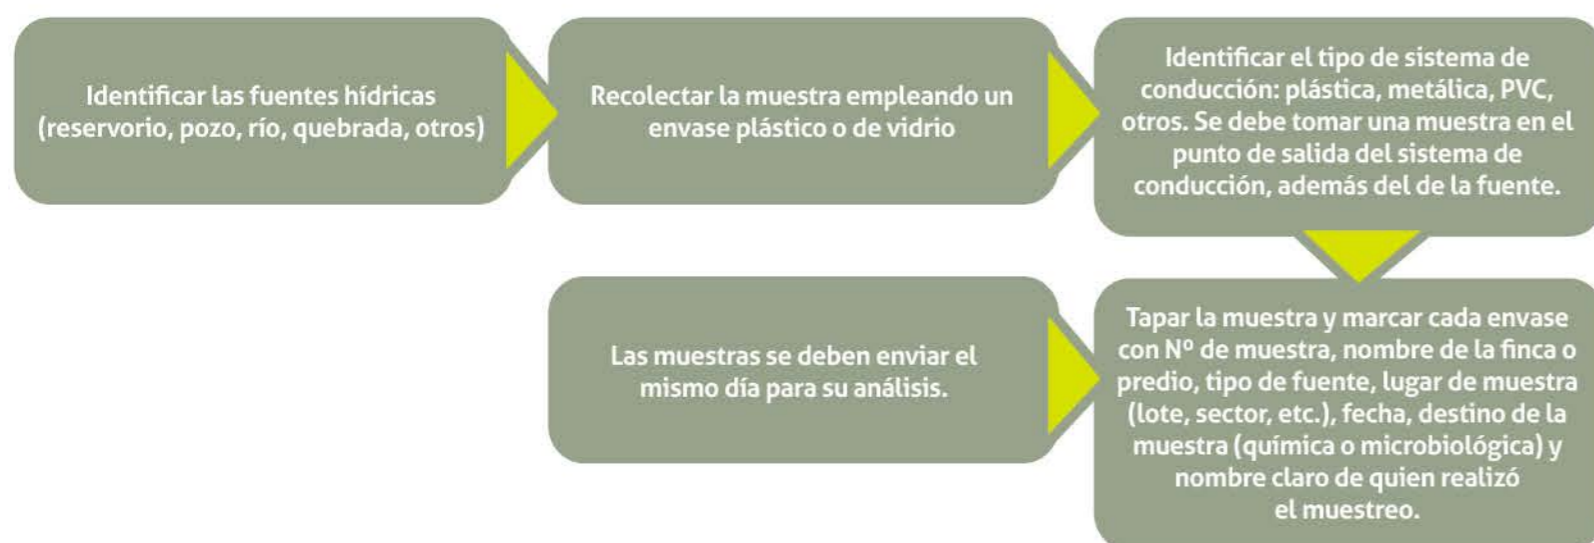 Identificar las fuentes hídricas
(reservorio, pozo, río, quebrada, otros)
Recolectar la muestra empleando un
envase plástico o de vidrio
Identificar el tipo de sistema de
conducción: plástica, metálica, PVC,
otros. Se debe tomar una muestra en el
punto de salida del sistema de
conducción, además del de la fuente.
Tapar la muestra y marcar cada envase
con Nº de muestra, nombre de la finca o
predio, tipo de fuente, lugar de muestra
(lote, sector, etc.), fecha, destino de la
muestra (química o microbiológica) y
nombre claro de quien realizó
el muestreo.
Las muestras se deben enviar el
mismo día para su análisis.